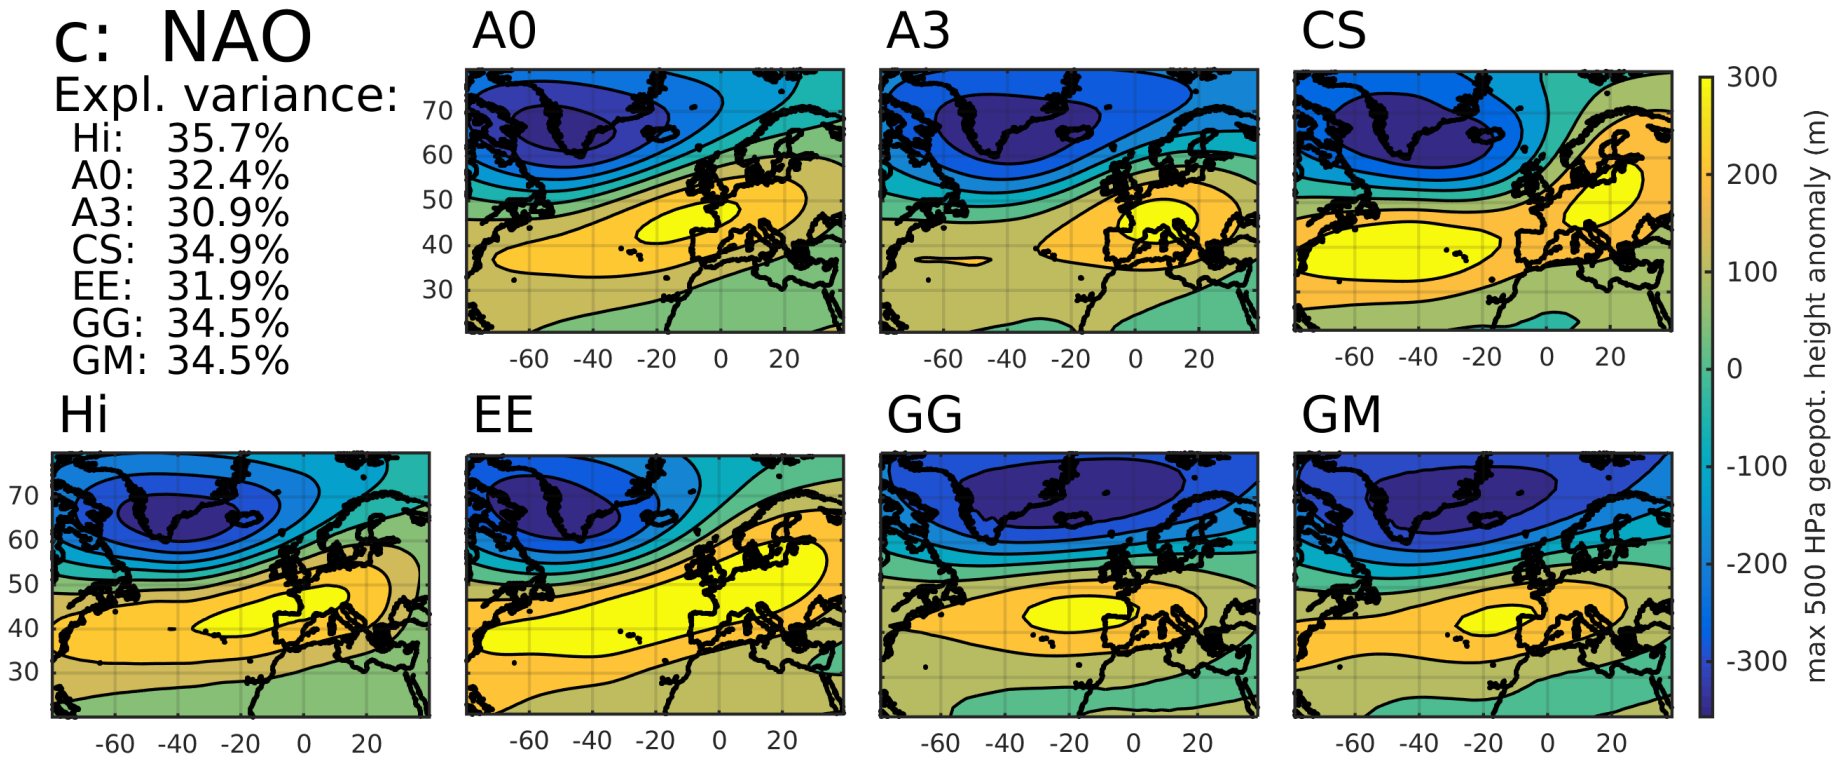 c: NAO
Expl. variance:
Hi: 35.7%
A0: 32.4%
A3: 30.9%
CS: 34.9%
EE: 31.9%
GG: 34.5%
GM: 34.5%
A0
70
60
50
40
30
-60 -40 -20 0 20
A3
-60 -40 -20 0 20
CS
-60 -40 -20 0 20
Hi
70
60
50
40
30
-60 -40 -20 0 20
EE
-60 -40 -20 0 20
GG
-60 -40 -20 0 20
GM
-60 -40 -20 0 20
300
200
100
0
-100
-200
-300
max 500 HPa geopot. height anomaly (m)